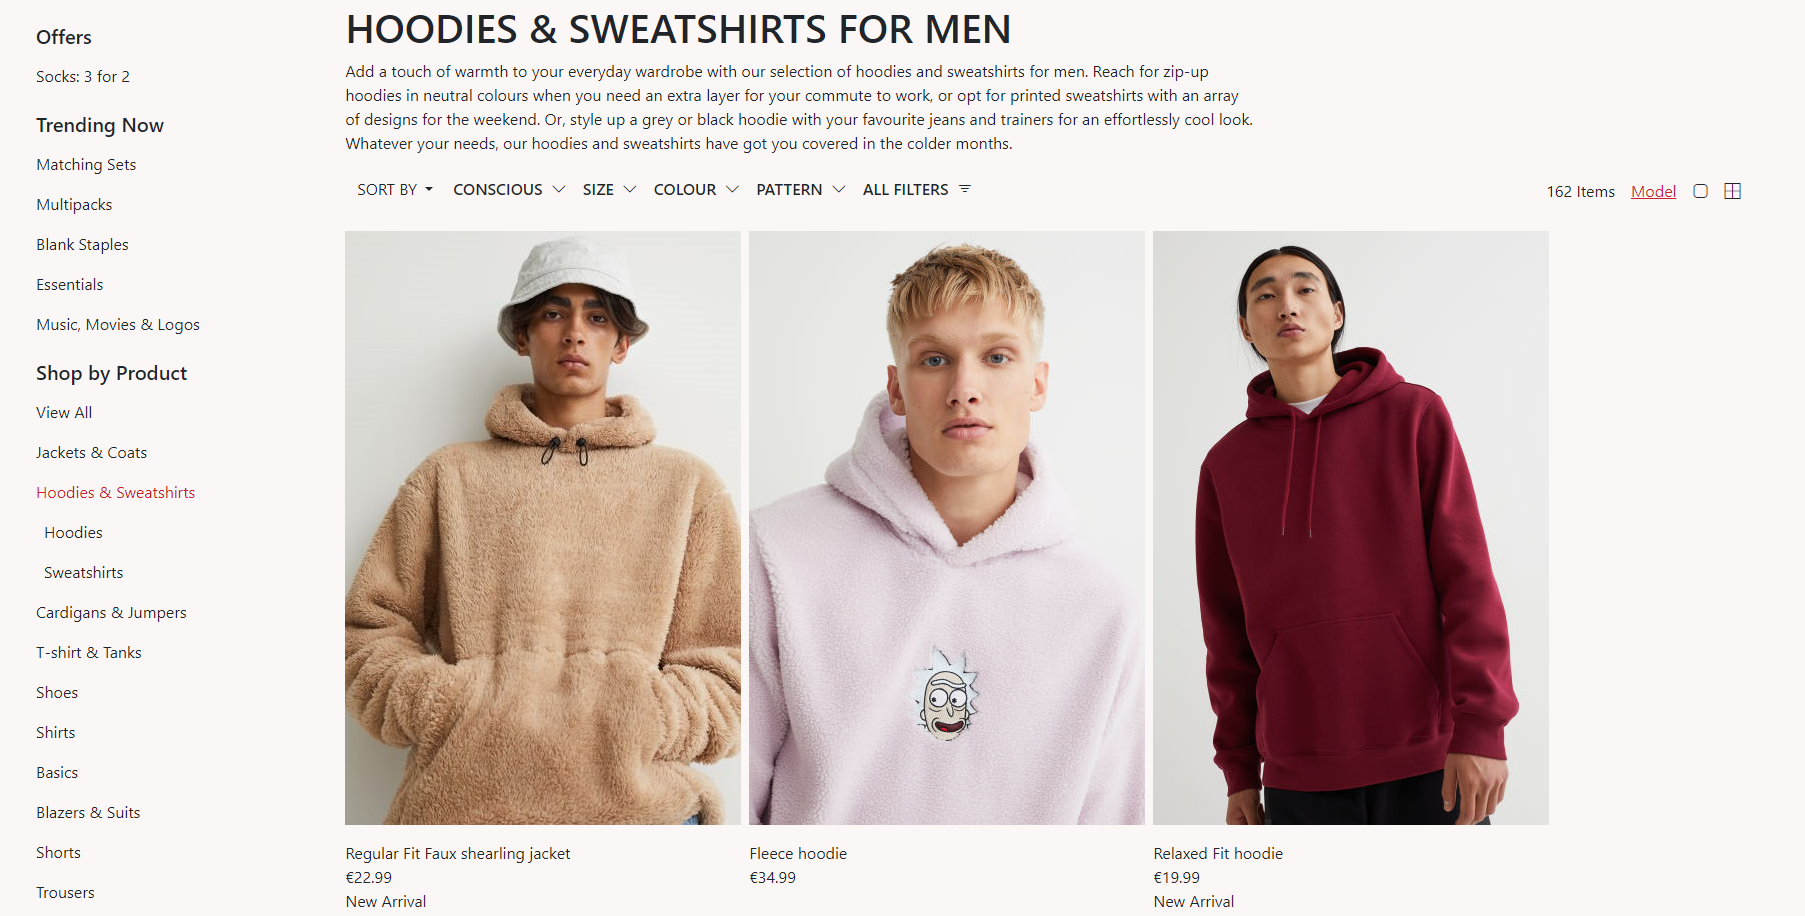 Offers
Socks: 3 for 2
Trending Now
Matching Sets
Multipacks
Blank Staples
Essentials
Music, Movies & Logos
Shop by Product
View All
Jackets & Coats
Hoodies & Sweatshirts
Hoodies
Sweatshirts
Cardigans & Jumpers
T-shirt & Tanks
Shoes
Shirts
Basics
Blazers & Suits
Shorts
Trousers
HOODIES & SWEATSHIRTS FOR MEN
Add a touch of warmth to your everyday wardrobe with our selection of hoodies and sweatshirts for men. Reach for zip-up
hoodies in neutral colours when you need an extra layer for your commute to work, or opt for printed sweatshirts with an array
of designs for the weekend. Or, style up a grey or black hoodie with your favourite jeans and trainers for an effortlessly cool look.
Whatever your needs, our hoodies and sweatshirts have got you covered in the colder months.
SORT BY CONSCIOUS SIZE COLOUR PATTERN ALL FILTERS
162 Items Model
Regular Fit Faux shearling jacket
€22.99
New Arrival
Fleece hoodie
€34.99
Relaxed Fit hoodie
€19.99
New Arrival